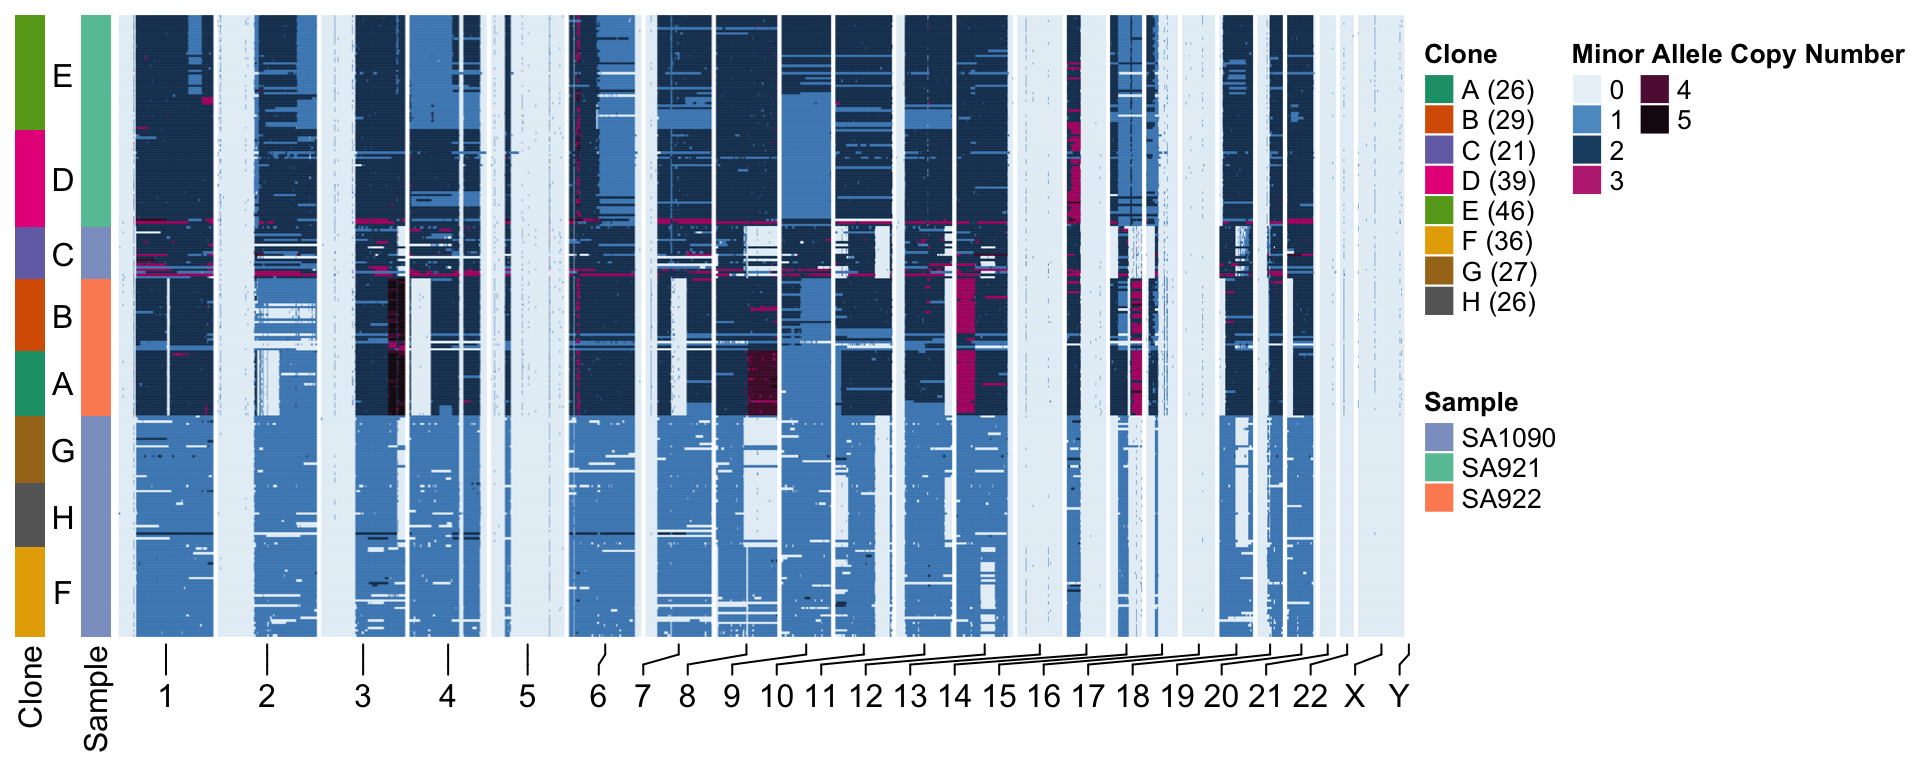 E
D
C
B
A
G
H
F
Clone
Sample
1
2
3
4
5
6
7
8
9
10
11
12
13
14
15
16
17
18
19
20
21
22
X
Y
Clone
A (26)
B (29)
C (21)
D (39)
E (46)
F (36)
G (27)
H (26)
Minor Allele Copy Number
0
1
2
3
4
5
Sample
SA1090
SA921
SA922